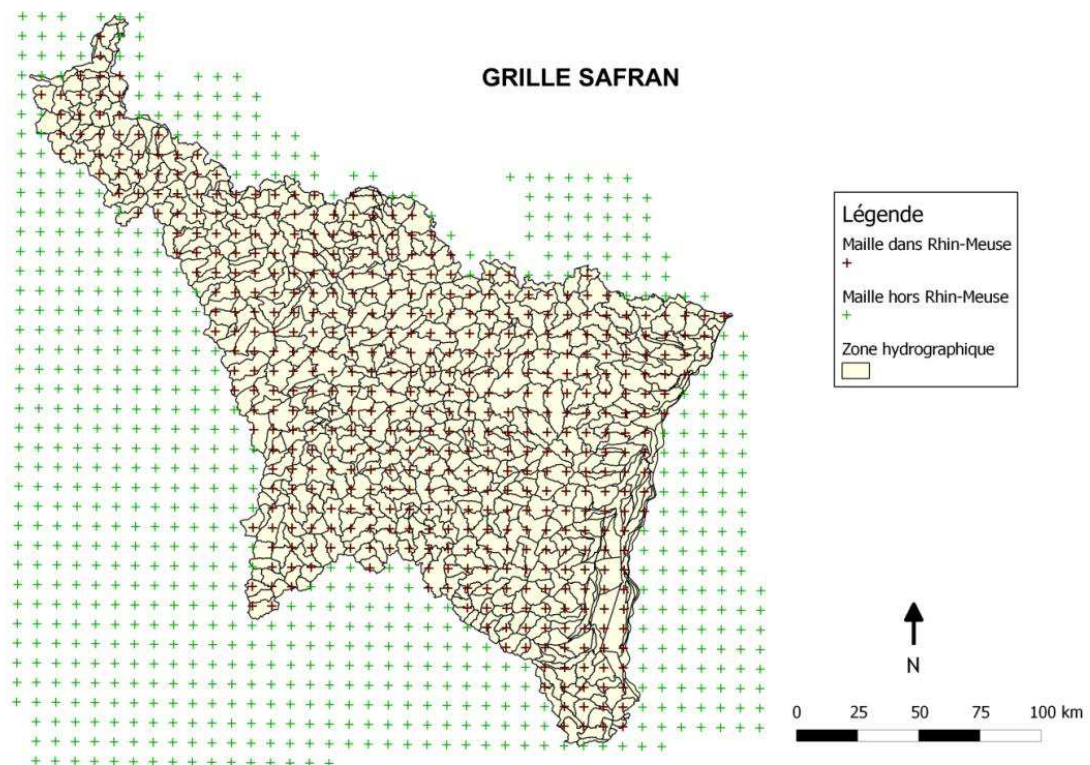 GRILLE SAFRAN
Légende
Maille dans Rhin-Meuse
Maille hors Rhin-Meuse
Zone hydrographique
N
0 25 50 75 100 km